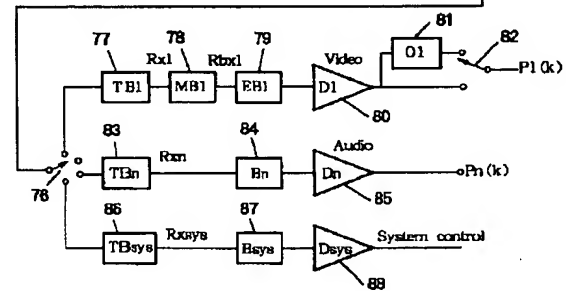 81
77 78 79 82
Rx1 Rbx1 Video O1
TB1 MB1 EB1 D1 P1(k)
80
83 84 Audio
Rxn
TBn Bn Dn Pn(k)
76
85
86 87
Rxsys System control
TBsys Bsys Dsys
88